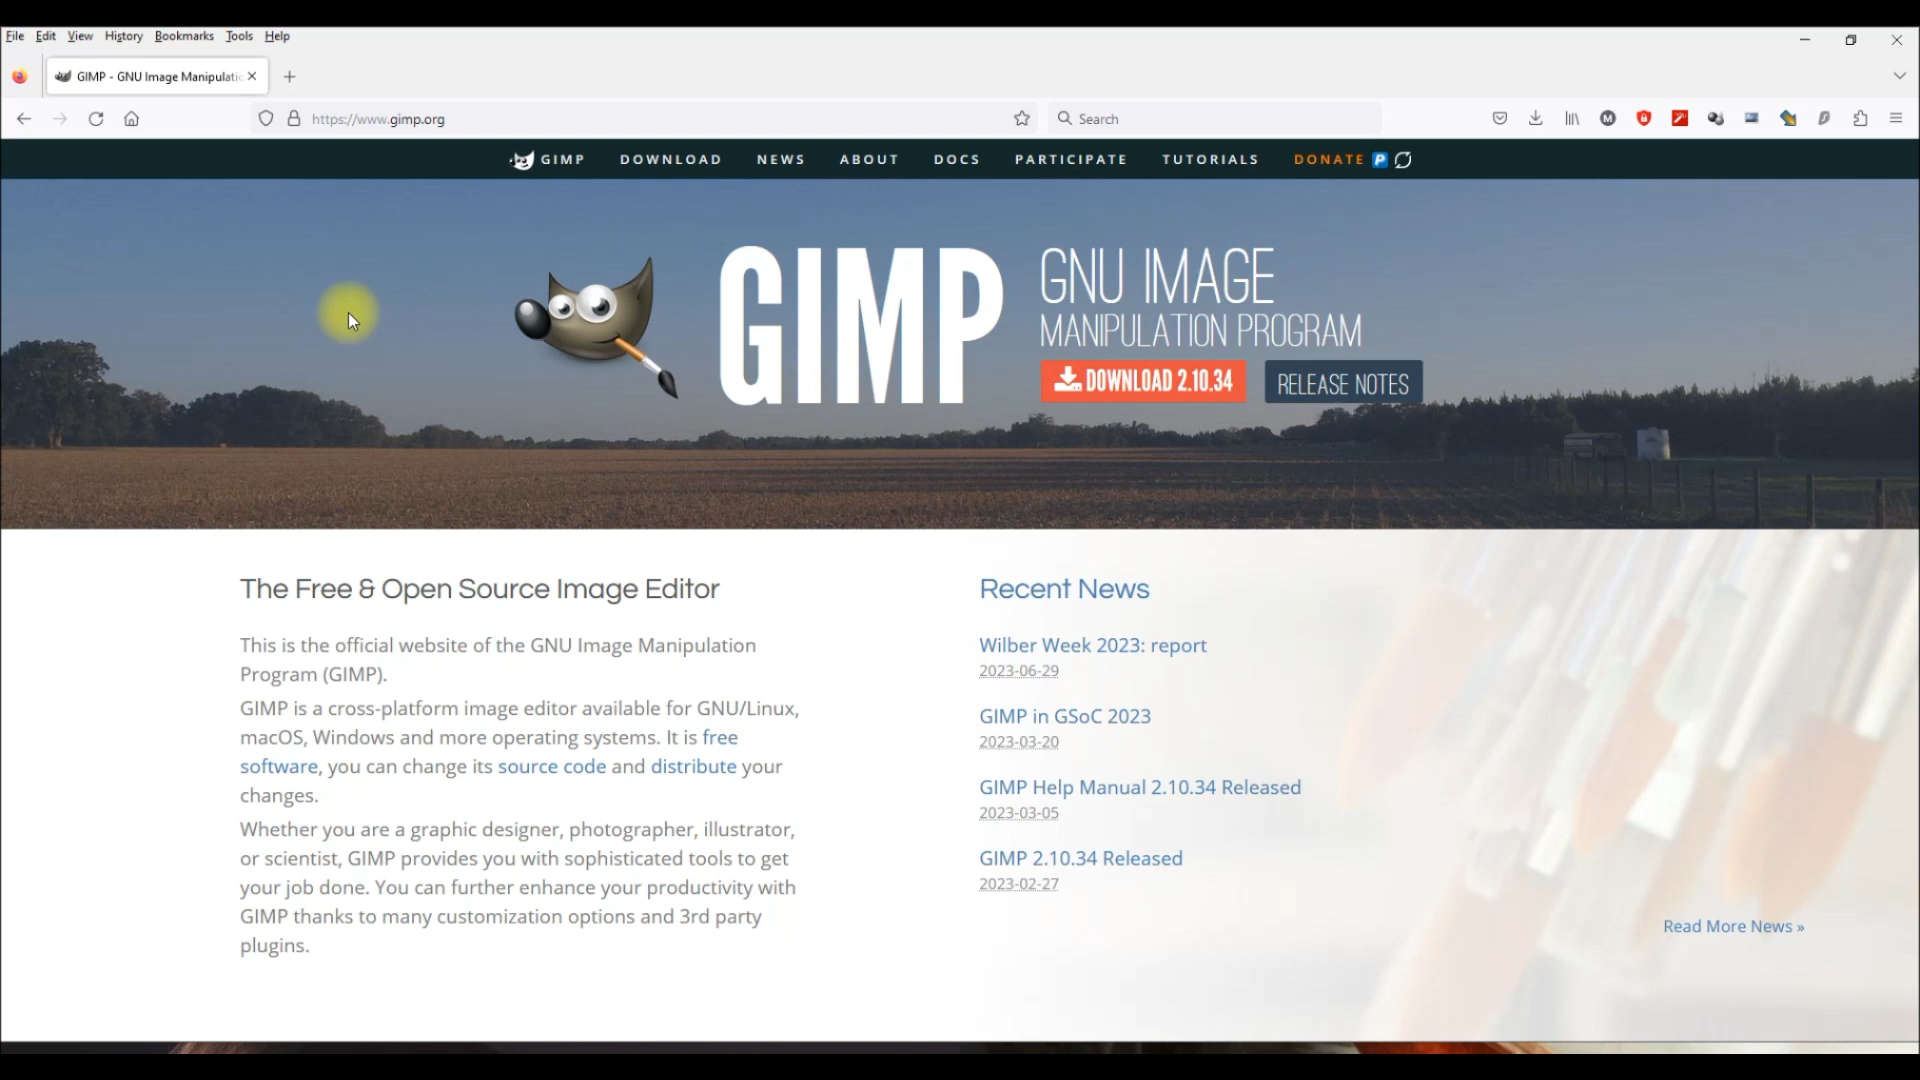 File Edit View History Bookmarks Tools Help
GIMP - GNU Image Manipulatic
https://www.gimp.org
Search
GIMP DOWNLOAD NEWS ABOUT DOCS PARTICIPATE TUTORIALS DONATE
GIMP
GNU IMAGE
MANIPULATION PROGRAM
DOWNLOAD 2.10.34
RELEASE NOTES
The Free & Open Source Image Editor
This is the official website of the GNU Image Manipulation
Program (GIMP).
GIMP is a cross-platform image editor available for GNU/Linux,
macOS, Windows and more operating systems. It is free
software, you can change its source code and distribute your
changes.
Whether you are a graphic designer, photographer, illustrator,
or scientist, GIMP provides you with sophisticated tools to get
your job done. You can further enhance your productivity with
GIMP thanks to many customization options and 3rd party
plugins.
Recent News
Wilber Week 2023: report
2023-06-29
GIMP in GSoC 2023
2023-03-20
GIMP Help Manual 2.10.34 Released
2023-03-05
GIMP 2.10.34 Released
2023-02-27
Read More News »